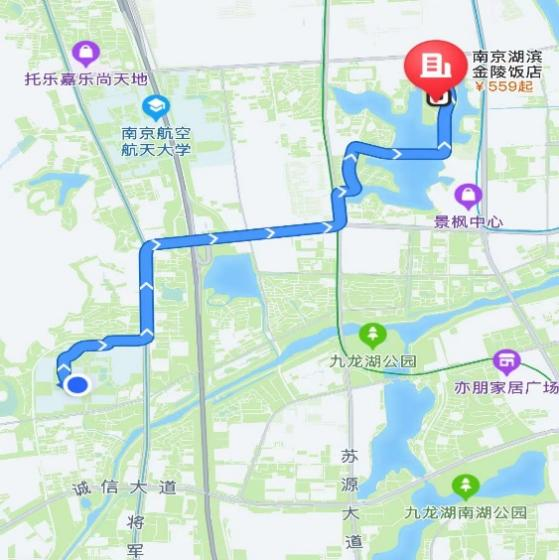 南京湖滨
金陵饭店
¥559起
托乐嘉乐尚天地
南京航空
航天大学
景枫中心
九龙湖公园
亦朋家居广场
诚信大道
苏源大道
将军
九龙湖南湖公园